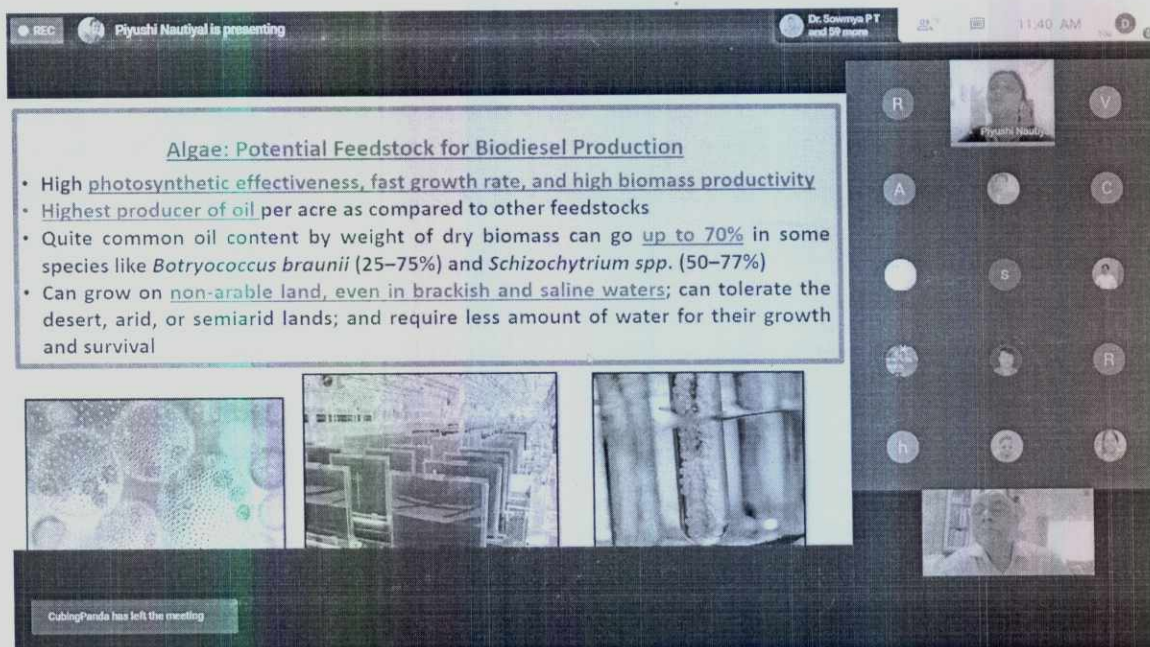 REC
Piyushi Nautiyal is presenting
Dr. Sowmya P T
and 59 more
11:40 AM
D
R
V
Piyushi Nautiy
A
C
s
R
h
Algae: Potential Feedstock for Biodiesel Production
• High photosynthetic effectiveness, fast growth rate, and high biomass productivity
• Highest producer of oil per acre as compared to other feedstocks
• Quite common oil content by weight of dry biomass can go up to 70% in some
species like Botryococcus braunii (25–75%) and Schizochytrium spp. (50–77%)
• Can grow on non-arable land, even in brackish and saline waters; can tolerate the
desert, arid, or semiarid lands; and require less amount of water for their growth
and survival
CubingPanda has left the meeting